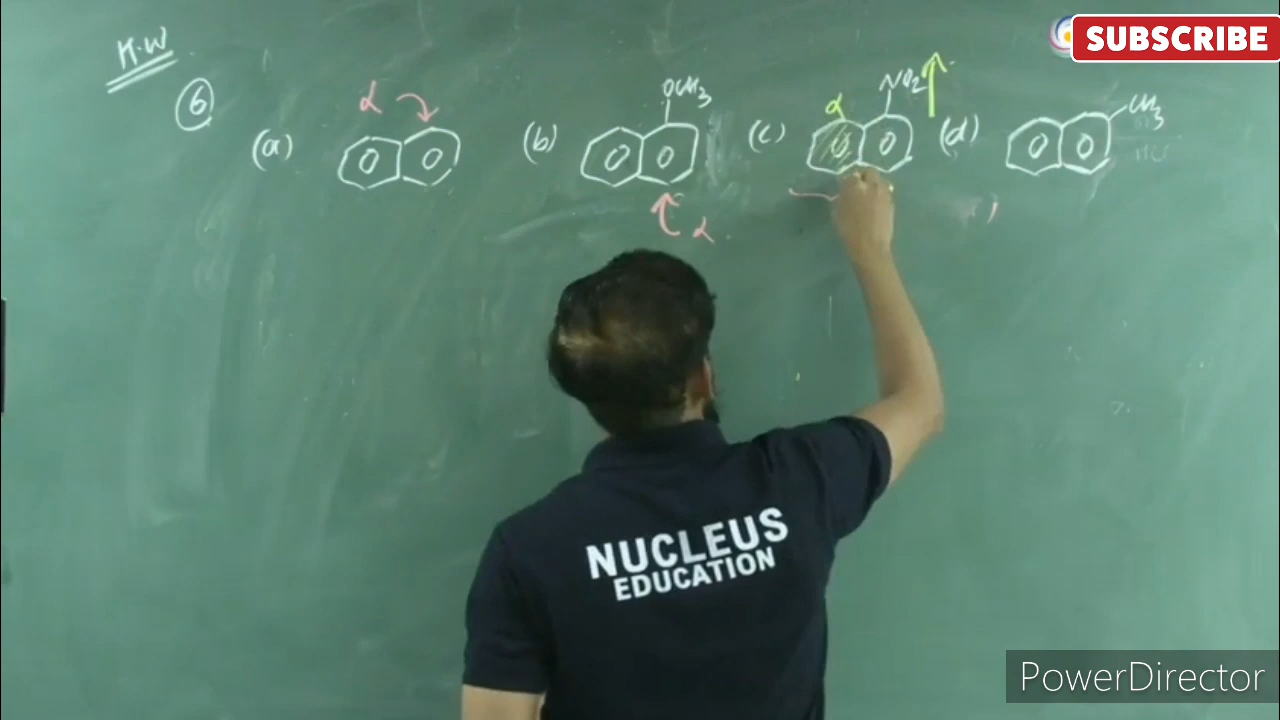 SUBSCRIBE
H.W
6
(a) α
(b) OCH3 α
(c) α NO2
(d) CH3
NUCLEUS
EDUCATION
PowerDirector